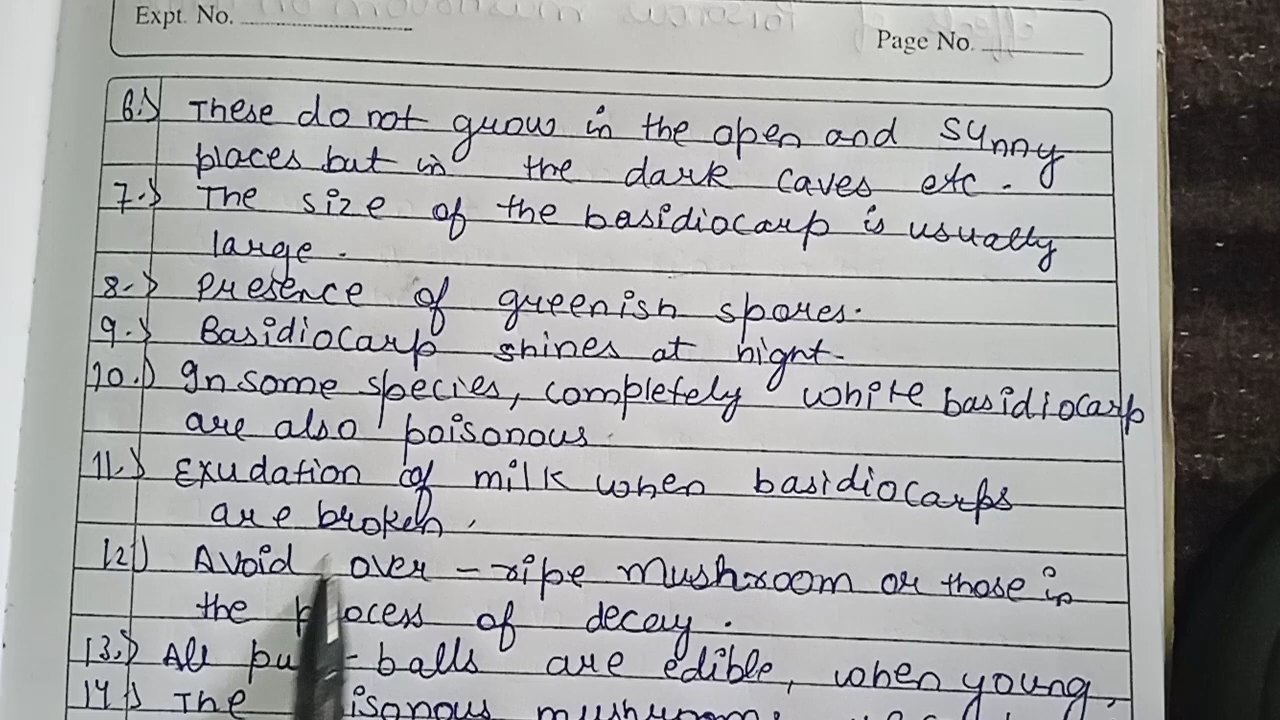 Expt. No.
Page No.
6.) These do not grow in the open and sunny
places but in the dark caves etc.
7.) The size of the basidiocarp is usually
large.
8.) Presence of greenish spores.
9.) Basidiocarp shines at night.
10.) In some species, completely white basidiocarp
are also poisonous.
11.) Exudation of milk when basidiocarps
are broken.
12) Avoid over-ripe mushroom or those in
the process of decay.
13.) All balls are edible, when young,
14) The